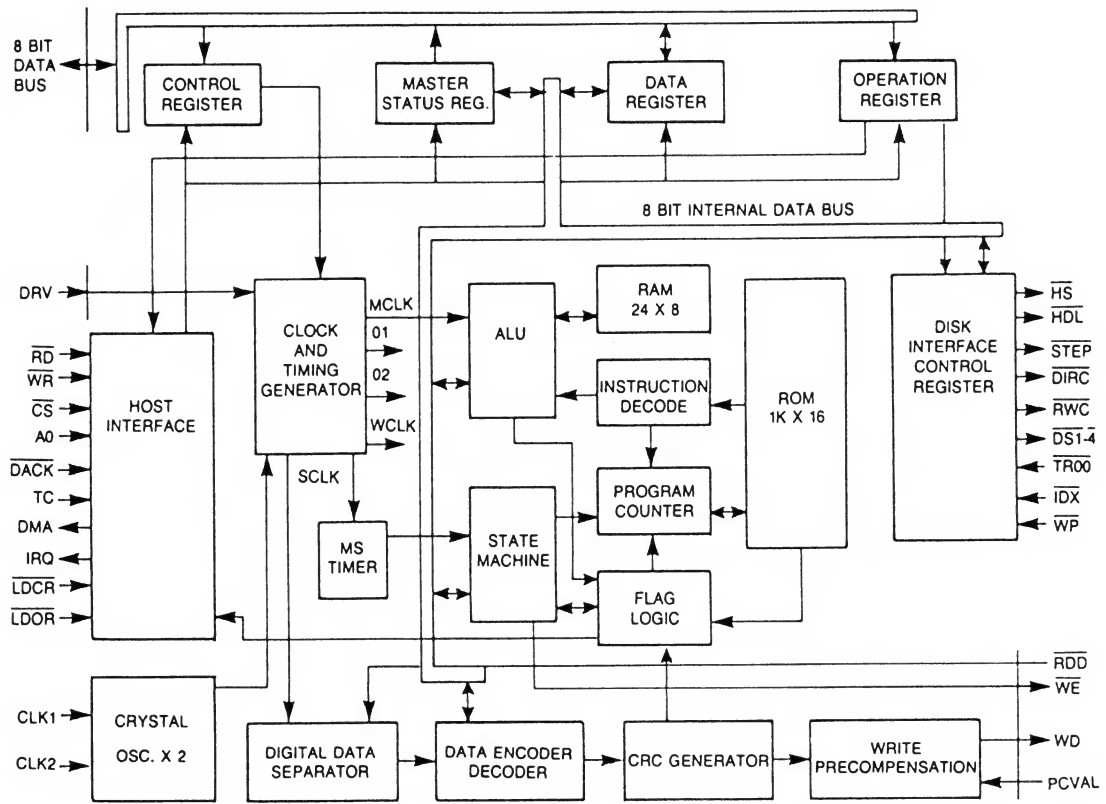 8 BIT
DATA
BUS
CONTROL
REGISTER
MASTER
STATUS REG.
DATA
REGISTER
OPERATION
REGISTER
8 BIT INTERNAL DATA BUS
DRV
RD
WR
CS
A0
DACK
TC
DMA
IRQ
LDCR
LDOR
HOST
INTERFACE
CLOCK
AND
TIMING
GENERATOR
MCLK
01
02
WCLK
SCLK
MS
TIMER
ALU
RAM
24 X 8
INSTRUCTION
DECODE
ROM
1K X 16
PROGRAM
COUNTER
STATE
MACHINE
FLAG
LOGIC
DISK
INTERFACE
CONTROL
REGISTER
HS
HDL
STEP
DIRC
RWC
DS1-4
TR00
IDX
WP
RDD
WE
CLK1
CLK2
CRYSTAL
OSC. X 2
DIGITAL DATA
SEPARATOR
DATA ENCODER
DECODER
CRC GENERATOR
WRITE
PRECOMPENSATION
WD
PCVAL